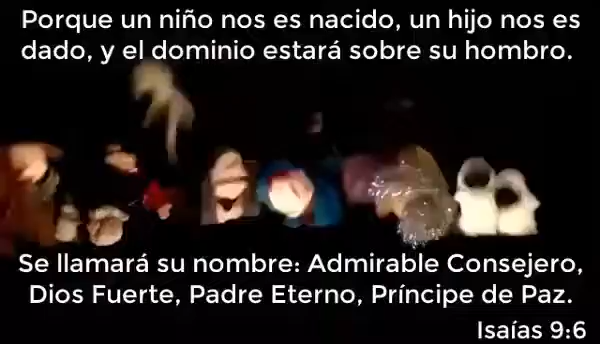 Porque un niño nos es nacido, un hijo nos es
dado, y el dominio estará sobre su hombro.
Se llamará su nombre: Admirable Consejero,
Dios Fuerte, Padre Eterno, Príncipe de Paz.
Isaías 9:6